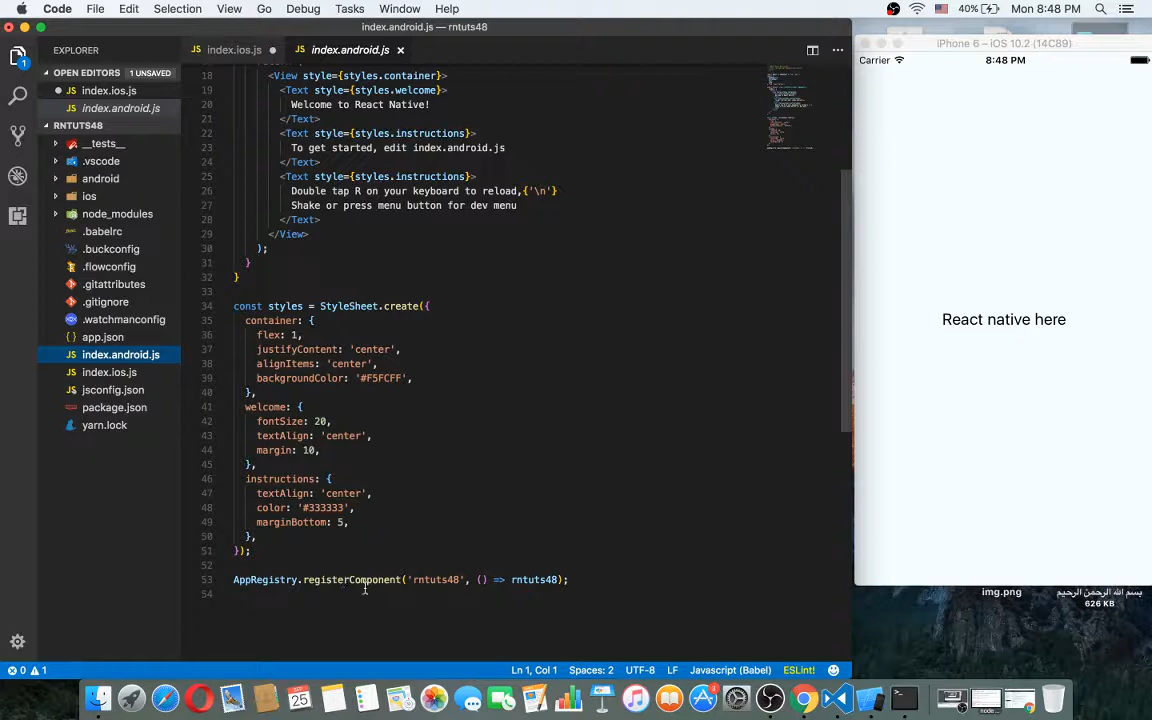 Code File Edit Selection View Go Debug Tasks Window Help 40% Mon 8:48 PM
index.android.js — rntuts48
iPhone 6 – iOS 10.2 (14C89)
Carrier 8:48 PM
React native here
img.png
بسم الله الرحمن الرحيم
626 KB
EXPLORER
OPEN EDITORS 1 UNSAVED
index.ios.js
index.android.js
RNTUTS48
__tests__
.vscode
android
ios
node_modules
.babelrc
.buckconfig
.flowconfig
.gitattributes
.gitignore
.watchmanconfig
app.json
index.android.js
index.ios.js
jsconfig.json
package.json
yarn.lock
JS index.ios.js JS index.android.js
18 <View style={styles.container}>
19 <Text style={styles.welcome}>
20 Welcome to React Native!
21 </Text>
22 <Text style={styles.instructions}>
23 To get started, edit index.android.js
24 </Text>
25 <Text style={styles.instructions}>
26 Double tap R on your keyboard to reload,{'\n'}
27 Shake or press menu button for dev menu
28 </Text>
29 </View>
30 );
31 }
32 }
33
34 const styles = StyleSheet.create({
35 container: {
36 flex: 1,
37 justifyContent: 'center',
38 alignItems: 'center',
39 backgroundColor: '#F5FCFF',
40 },
41 welcome: {
42 fontSize: 20,
43 textAlign: 'center',
44 margin: 10,
45 },
46 instructions: {
47 textAlign: 'center',
48 color: '#333333',
49 marginBottom: 5,
50 },
51 });
52
53 AppRegistry.registerComponent('rntuts48', () => rntuts48);
54
0 1 Ln 1, Col 1 Spaces: 2 UTF-8 LF Javascript (Babel) ESLint!
25